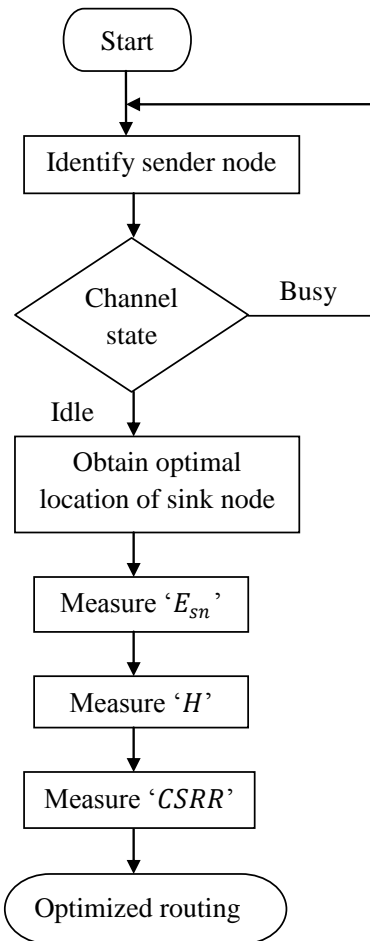 Start
Identify sender node
Channel
state
Busy
Idle
Obtain optimal
location of sink node
Measure ‘E_sn’
Measure ‘H’
Measure ‘CSRR’
Optimized routing